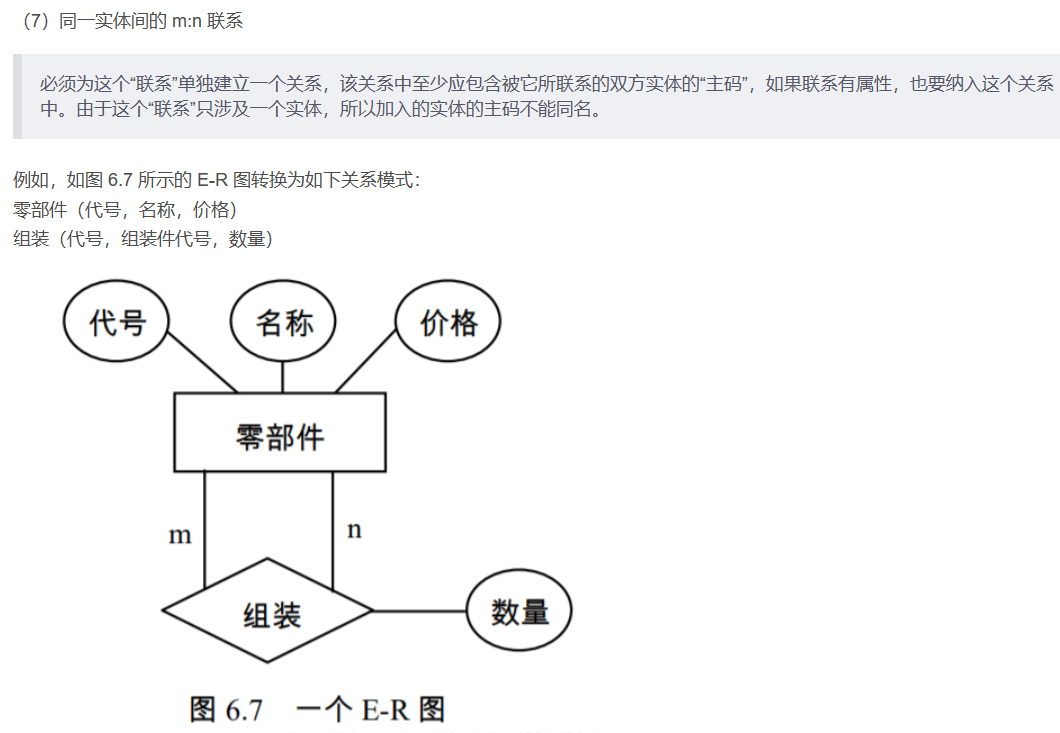 （7）同一实体间的 m:n 联系
必须为这个“联系”单独建立一个关系，该关系中至少应包含被它所联系的双方实体的“主码”，如果联系有属性，也要纳入这个关系
中。由于这个“联系”只涉及一个实体，所以加入的实体的主码不能同名。
例如，如图 6.7 所示的 E-R 图转换为如下关系模式：
零部件（代号，名称，价格）
组装（代号，组装件代号，数量）
代号 名称 价格
零部件
m n
组装 数量
图 6.7 一个 E-R 图